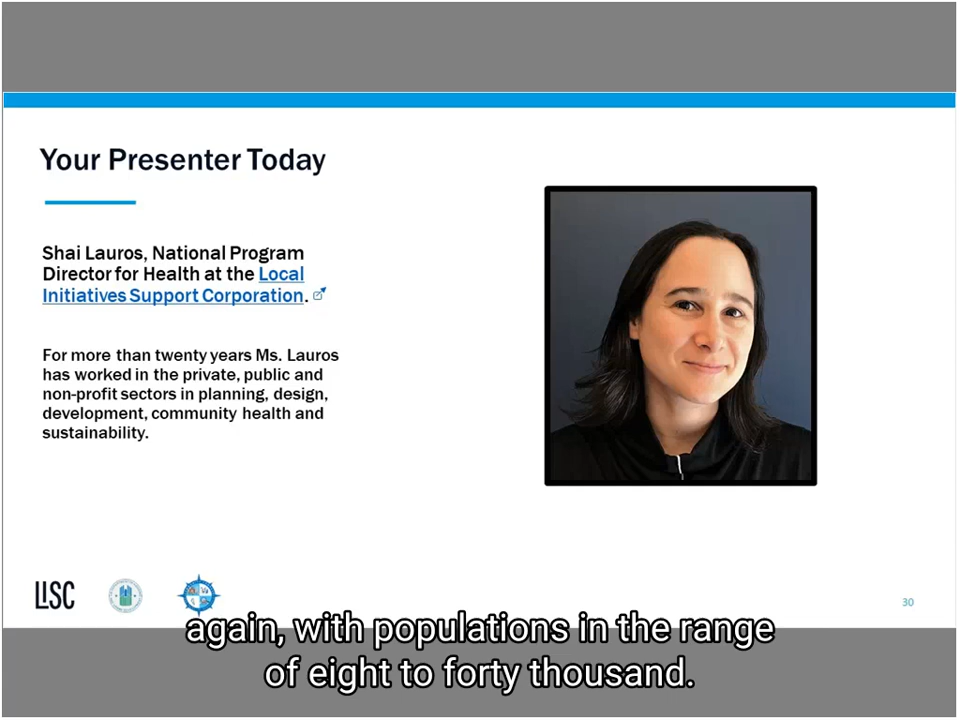 Your Presenter Today
Shai Lauros, National Program
Director for Health at the Local
Initiatives Support Corporation.
For more than twenty years Ms. Lauros
has worked in the private, public and
non-profit sectors in planning, design,
development, community health and
sustainability.
LISC
30
again, with populations in the range
of eight to forty thousand.